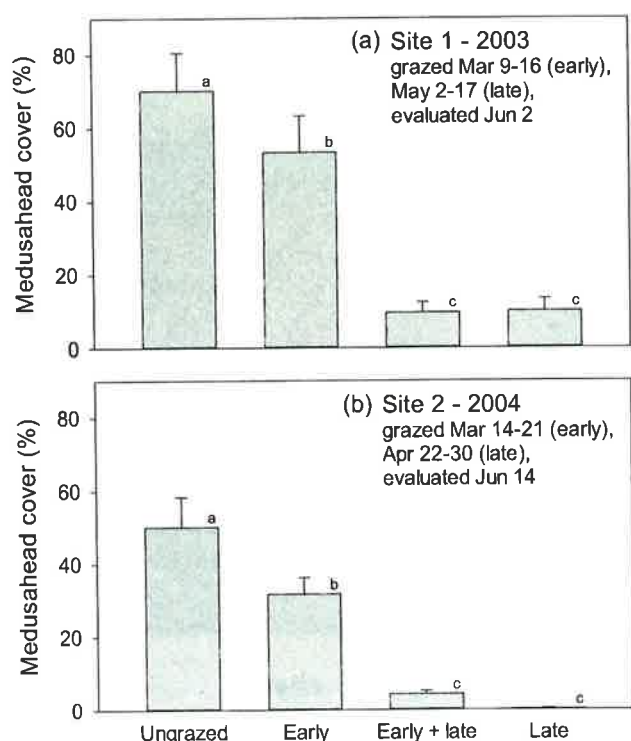 (a) Site 1 - 2003
grazed Mar 9-16 (early),
May 2-17 (late),
evaluated Jun 2
Medusahead cover (%)
80
60
40
20
0
a
b
c
c
(b) Site 2 - 2004
grazed Mar 14-21 (early),
Apr 22-30 (late),
evaluated Jun 14
Medusahead cover (%)
80
60
40
20
0
a
b
c
c
Ungrazed Early Early + late Late